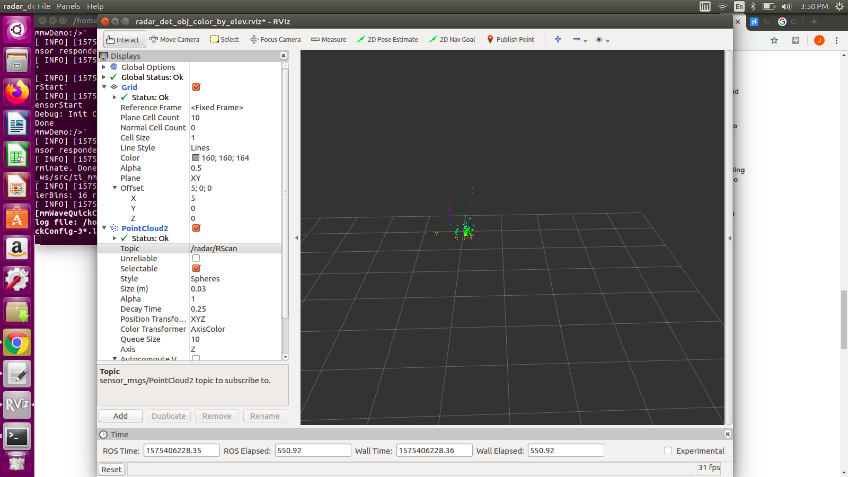 radar_de File Panels Help
En
3:50 PM
/home
radar_det_obj_color_by_elev.rviz* - RViz
Interact Move Camera Select Focus Camera Measure 2D Pose Estimate 2D Nav Goal Publish Point
mmwDemo:/>'
[ INFO] [1575
nsor responde
'
[ INFO] [1575
rStart'
[ INFO] [1575
ensorStart
Debug: Init C
Done
mmwDemo:/>'
[ INFO] [1575
nsor responde
[ INFO] [1575
rminate. Done
_ws/src/ti_m
[ INFO] [1575
lerBins: 16 r
[mmWaveQuickC
log file: /ho
ckConfig-3*.l
Displays
Global Options
Global Status: Ok
Grid
Status: Ok
Reference Frame <Fixed Frame>
Plane Cell Count 10
Normal Cell Count 0
Cell Size 1
Line Style Lines
Color 160; 160; 164
Alpha 0.5
Plane XY
Offset 5; 0; 0
X 5
Y 0
Z 0
PointCloud2
Status: Ok
Topic /radar/RScan
Unreliable
Selectable
Style Spheres
Size (m) 0.03
Alpha 1
Decay Time 0.25
Position Transfo... XYZ
Color Transformer AxisColor
Queue Size 10
Axis Z
Autocompute V...
Topic
sensor_msgs/PointCloud2 topic to subscribe to.
Add Duplicate Remove Rename
Time
ROS Time: 1575406228.35 ROS Elapsed: 550.92 Wall Time: 1575406228.36 Wall Elapsed: 550.92 Experimental
Reset 31 fps